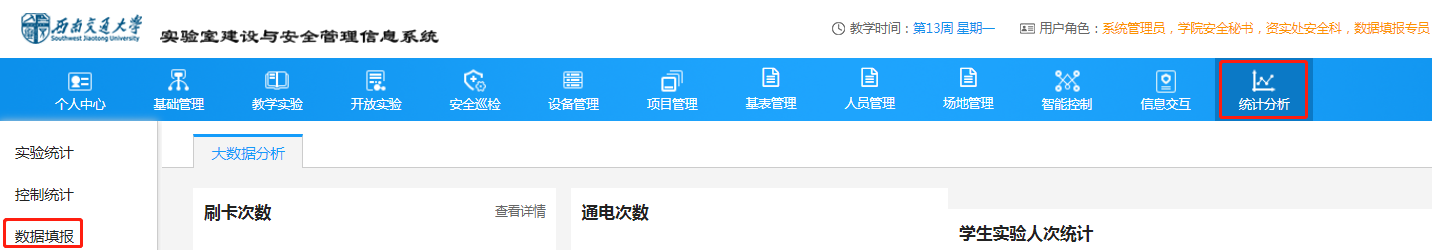 西南交通大学
Southwest Jiaotong University
实验室建设与安全管理信息系统
教学时间：第13周 星期一 用户角色：系统管理员，学院安全秘书，资实处安全科，数据填报专员
个人中心 基础管理 教学实验 开放实验 安全巡检 设备管理 项目管理 基表管理 人员管理 场地管理 智能控制 信息交互 统计分析
实验统计
控制统计
数据填报
大数据分析
刷卡次数 查看详情 通电次数
学生实验人次统计